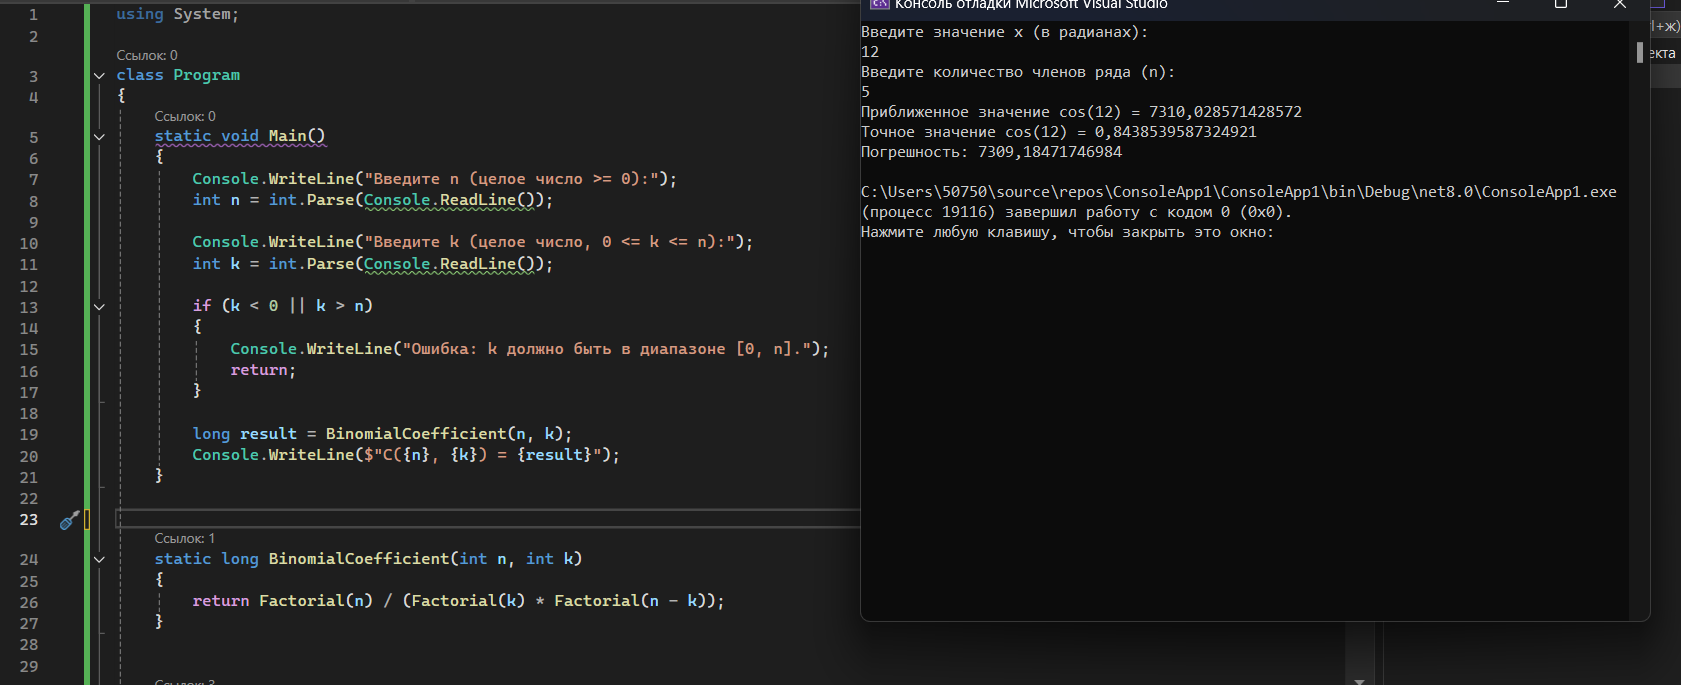 1 using System;
2
Ссылок: 0
3 class Program
4 {
Ссылок: 0
5 static void Main()
6 {
7 Console.WriteLine("Введите n (целое число >= 0):");
8 int n = int.Parse(Console.ReadLine());
9
10 Console.WriteLine("Введите k (целое число, 0 <= k <= n):");
11 int k = int.Parse(Console.ReadLine());
12
13 if (k < 0 || k > n)
14 {
15 Console.WriteLine("Ошибка: k должно быть в диапазоне [0, n].");
16 return;
17 }
18
19 long result = BinomialCoefficient(n, k);
20 Console.WriteLine($"C({n}, {k}) = {result}");
21 }
22
23
Ссылок: 1
24 static long BinomialCoefficient(int n, int k)
25 {
26 return Factorial(n) / (Factorial(k) * Factorial(n - k));
27 }
28
29
Ссылок: 3
Консоль отладки Microsoft Visual Studio
Введите значение x (в радианах):
12
Введите количество членов ряда (n):
5
Приближенное значение cos(12) = 7310,028571428572
Точное значение cos(12) = 0,8438539587324921
Погрешность: 7309,18471746984
C:\Users\50750\source\repos\ConsoleApp1\ConsoleApp1\bin\Debug\net8.0\ConsoleApp1.exe
(процесс 19116) завершил работу с кодом 0 (0x0).
Нажмите любую клавишу, чтобы закрыть это окно: